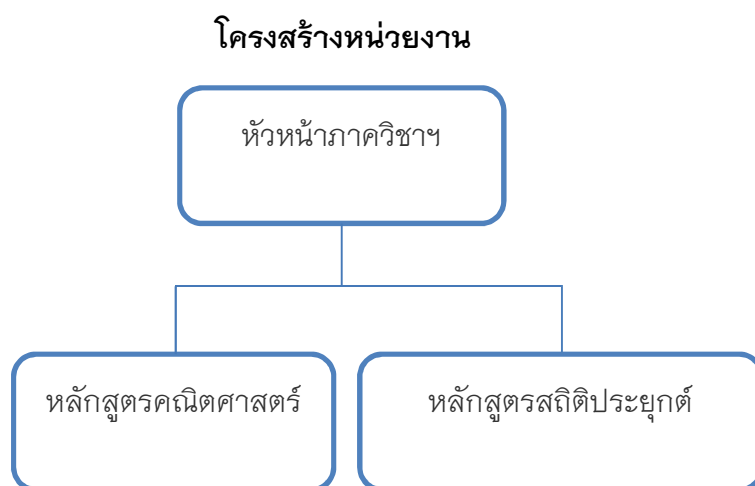 โครงสร้างหน่วยงาน
หัวหน้าภาควิชาฯ
หลักสูตรคณิตศาสตร์
หลักสูตรสถิติประยุกต์